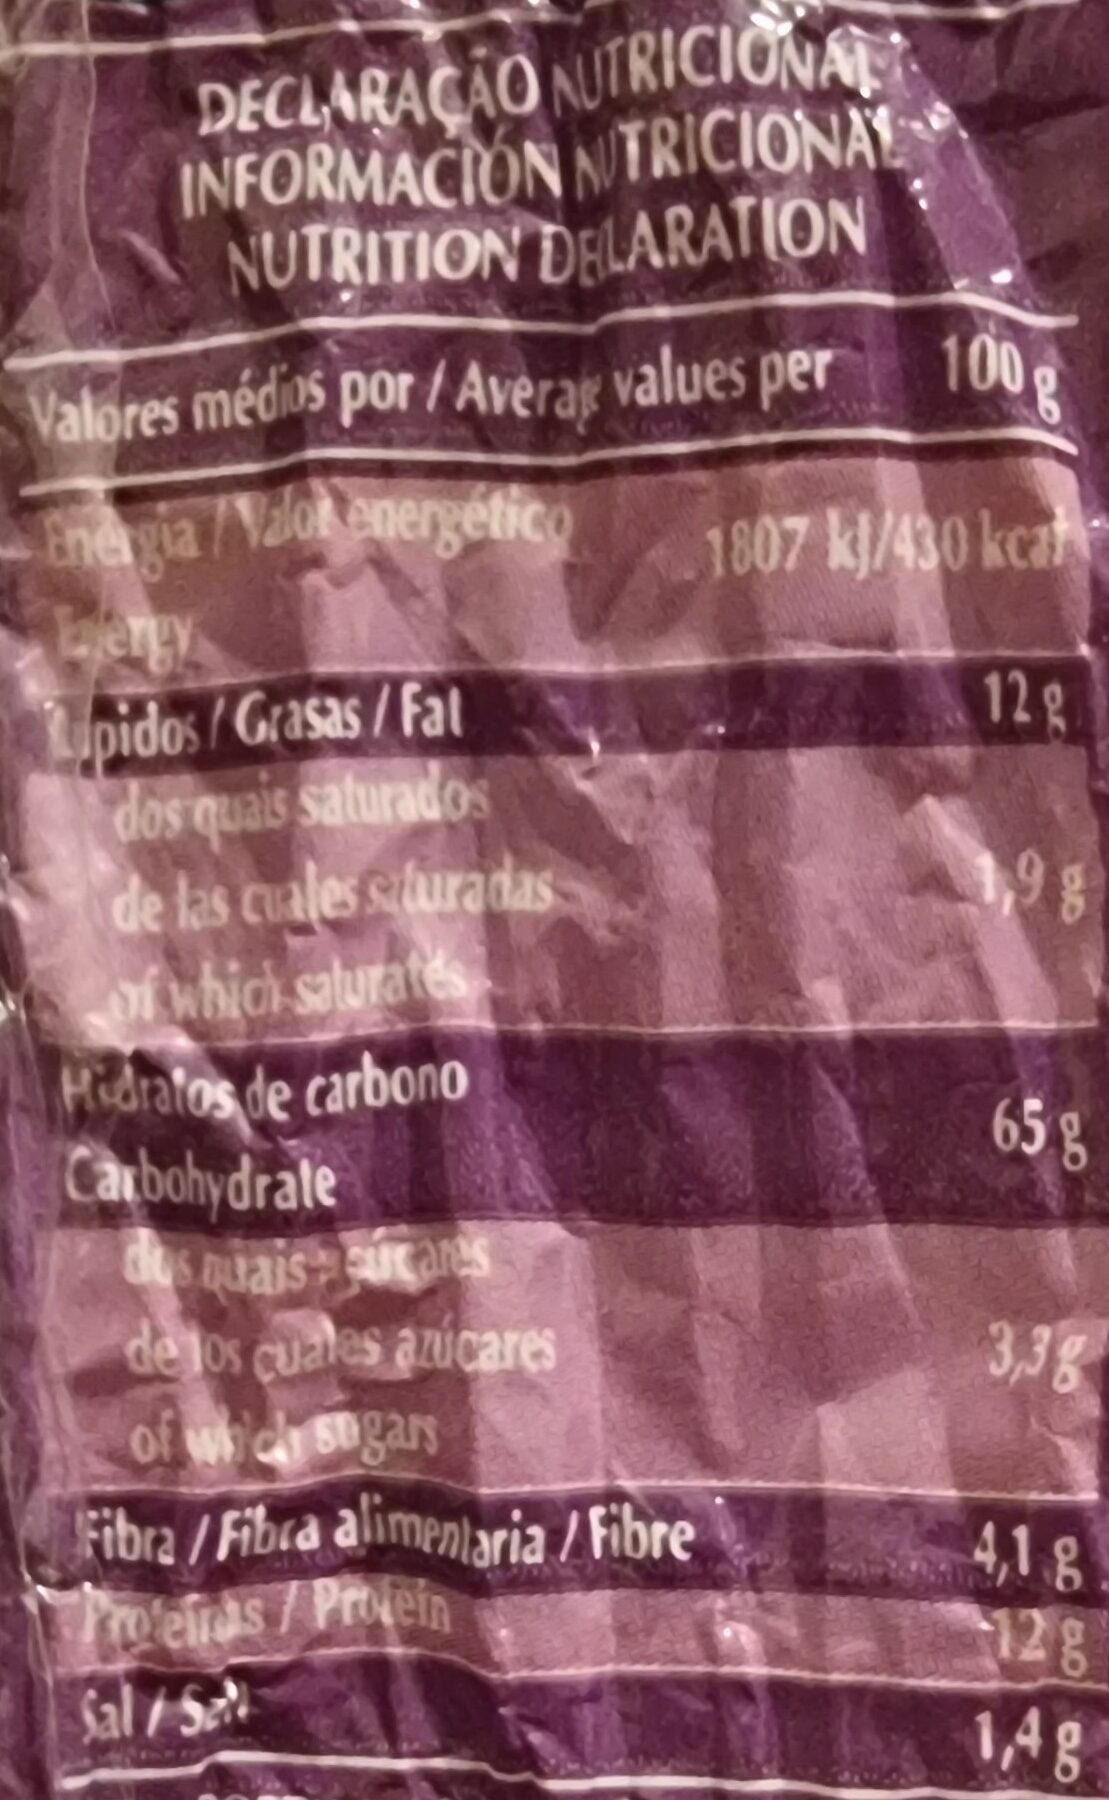 DECLARAÇÃO NUTRICIONAL
INFORMACIÓN NUTRICIONAL
NUTRITION DECLARATION
Valores médios por / Average values per 100 g
Energia / Valor energético 1807 kJ/430 kcal
Energy
Lípidos / Grasas / Fat 12 g
dos quais saturados
de las cuales saturadas 1,9 g
of which saturates
Hidratos de carbono
Carbohydrate 65 g
dos quais açúcares
de los cuales azúcares 3,3 g
of which sugars
Fibra / Fibra alimentaria / Fibre 4,1 g
Proteínas / Protein 12 g
Sal / Salt 1,4 g